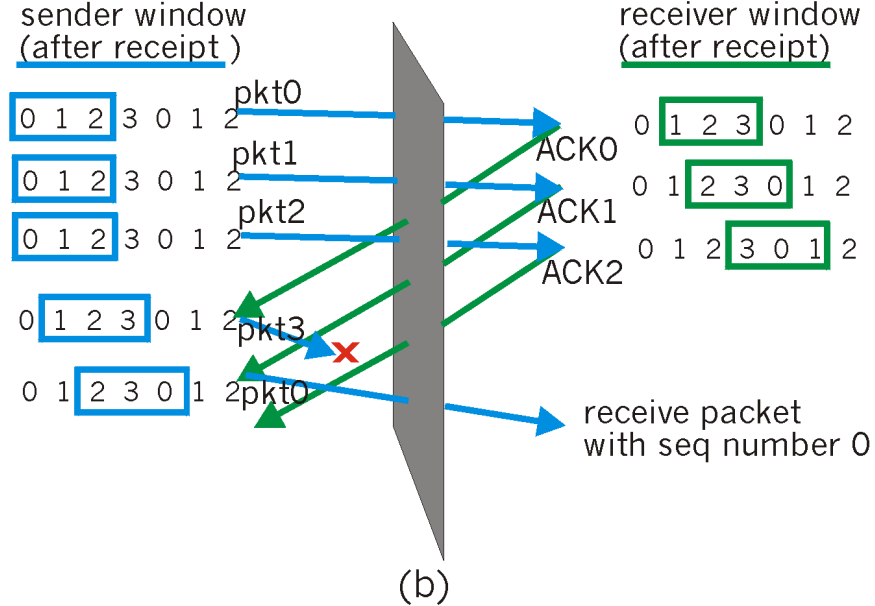 sender window
(after receipt )
receiver window
(after receipt)
0 1 2 3 0 1 2
pkt0
ACK0
0 1 2 3 0 1 2
0 1 2 3 0 1 2
pkt1
ACK1
0 1 2 3 0 1 2
0 1 2 3 0 1 2
pkt2
ACK2
0 1 2 3 0 1 2
0 1 2 3 0 1 2
pkt3
X
0 1 2 3 0 1 2
pkt0
receive packet
with seq number 0
(b)